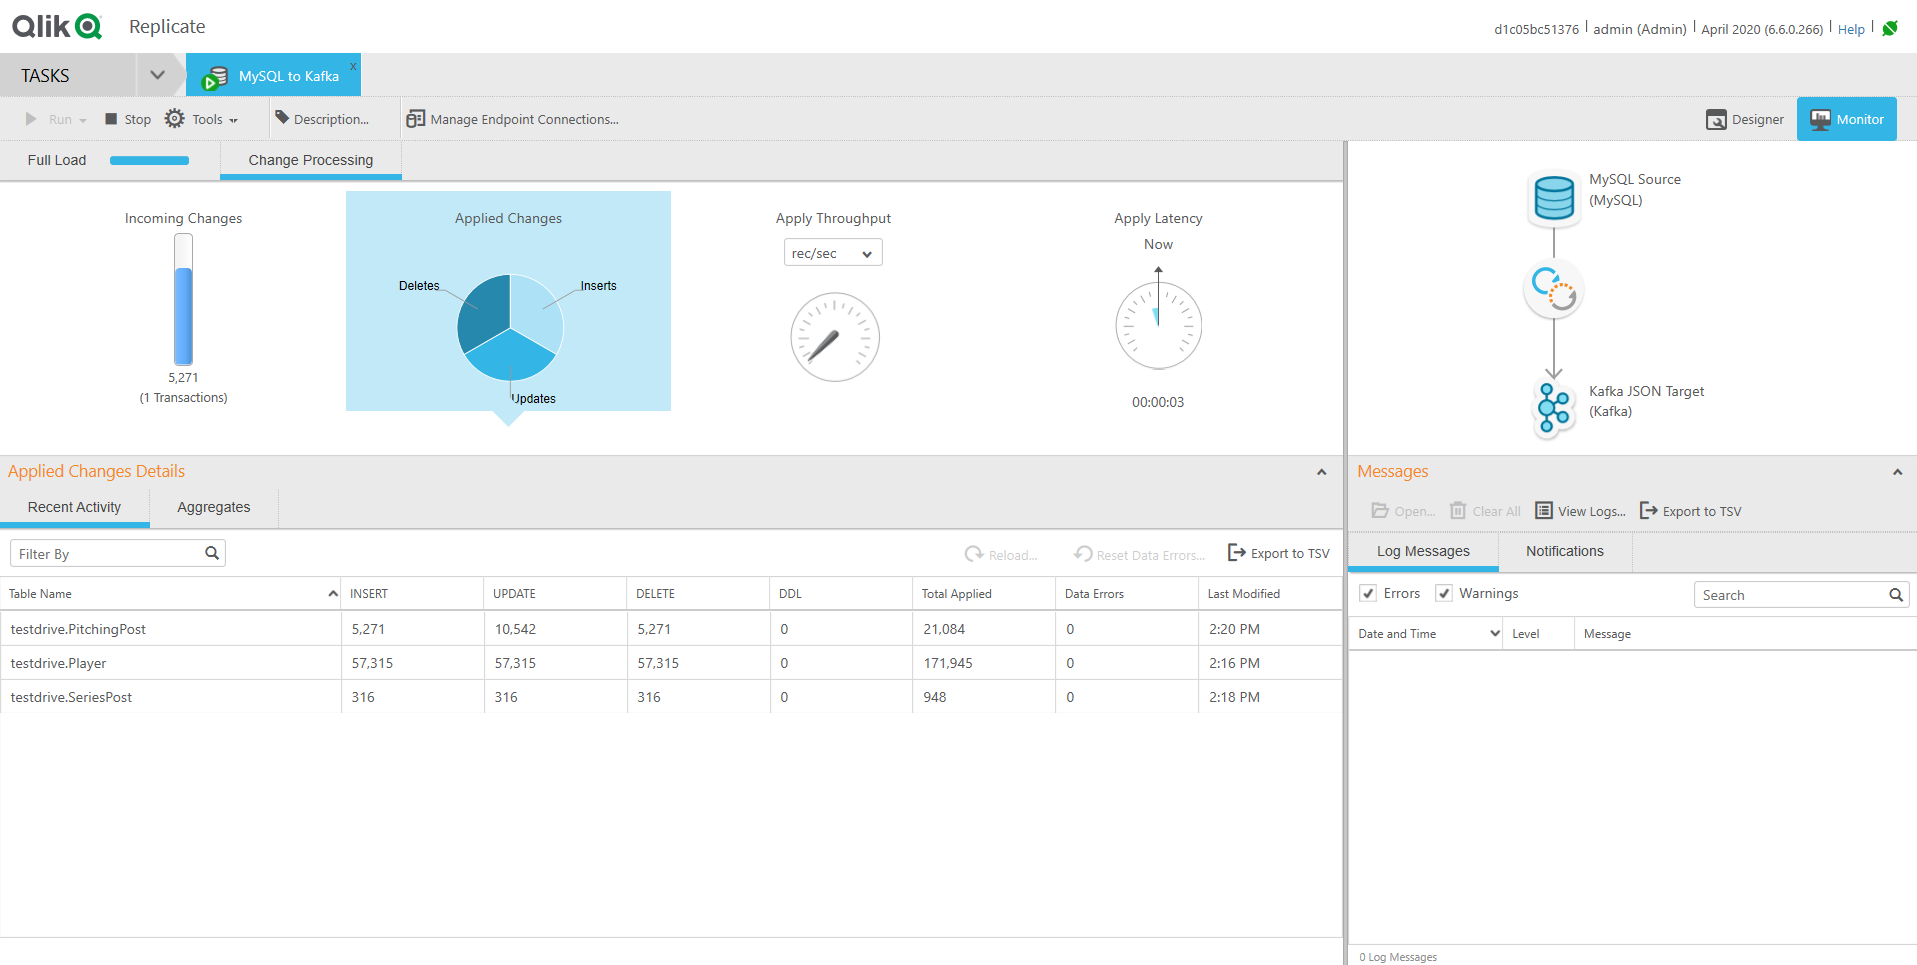 Qlik Replicate
d1c05bc51376 admin (Admin) April 2020 (6.6.0.266) Help
TASKS MySQL to Kafka x
Run Stop Tools Description... Manage Endpoint Connections... Designer Monitor
Full Load Change Processing
Incoming Changes
5,271
(1 Transactions)
Applied Changes
Deletes
Inserts
Updates
Apply Throughput
rec/sec
Apply Latency
Now
00:00:03
MySQL Source
(MySQL)
Kafka JSON Target
(Kafka)
Applied Changes Details
Recent Activity Aggregates
Filter By Reload... Reset Data Errors... Export to TSV
Table Name INSERT UPDATE DELETE DDL Total Applied Data Errors Last Modified
testdrive.PitchingPost 5,271 10,542 5,271 0 21,084 0 2:20 PM
testdrive.Player 57,315 57,315 57,315 0 171,945 0 2:16 PM
testdrive.SeriesPost 316 316 316 0 948 0 2:18 PM
Messages
Open... Clear All View Logs... Export to TSV
Log Messages Notifications
Errors Warnings Search
Date and Time Level Message
0 Log Messages